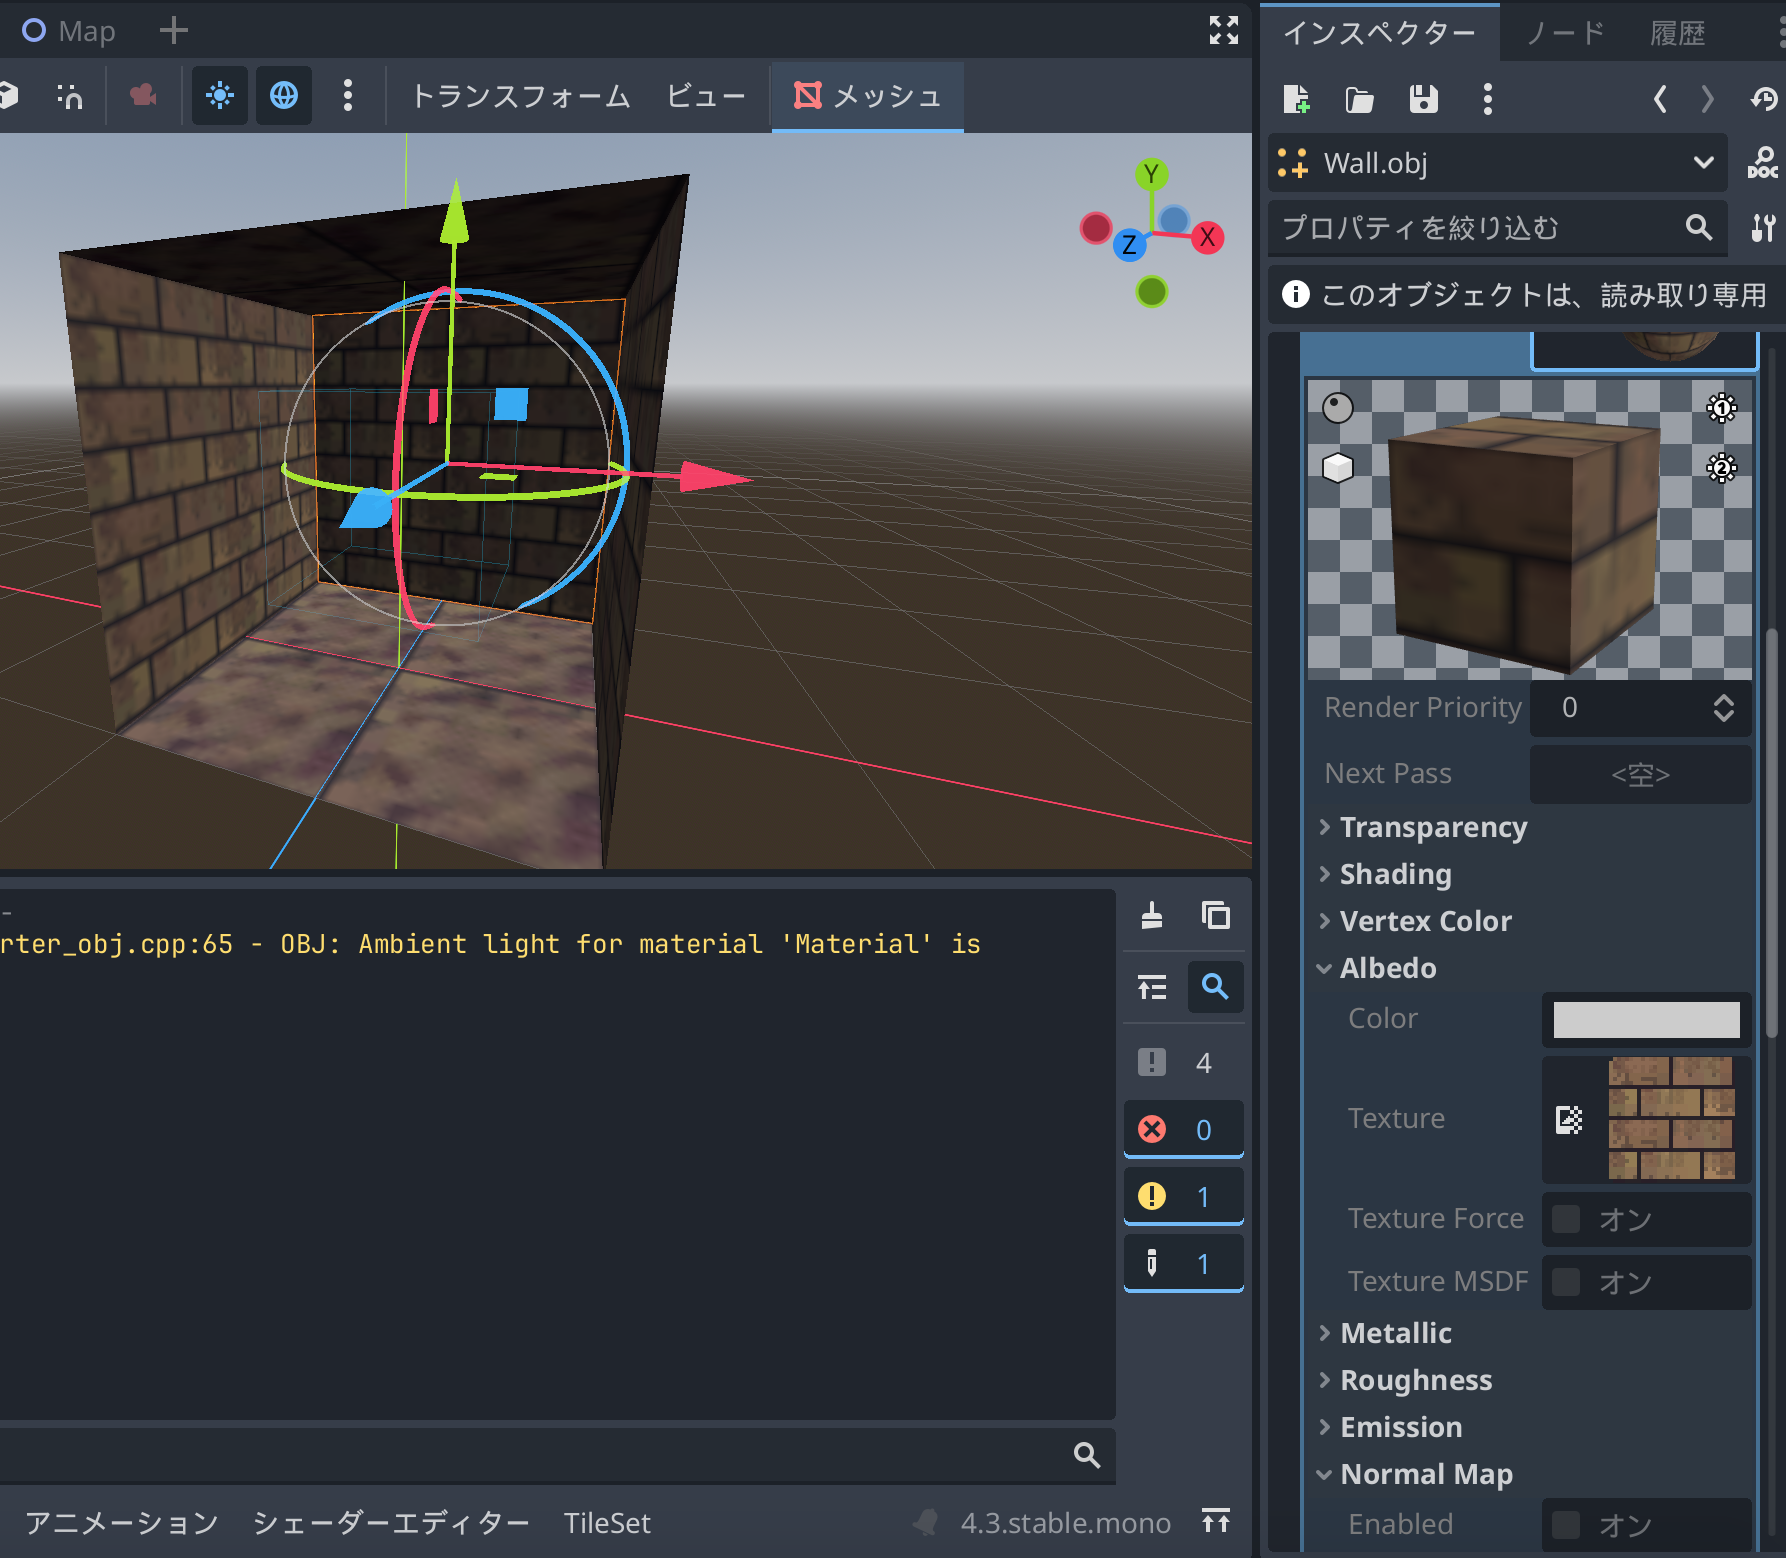 Map
インスペクター ノード 履歴
トランスフォーム ビュー メッシュ
Wall.obj
DOC
プロパティを絞り込む
このオブジェクトは、読み取り専用
Y
X
Z
1
2
Render Priority 0
Next Pass <空>
Transparency
Shading
Vertex Color
Albedo
Color
Texture
Texture Force オン
Texture MSDF オン
Metallic
Roughness
Emission
Normal Map
Enabled オン
-
rter_obj.cpp:65 - OBJ: Ambient light for material 'Material' is
4
0
1
1
アニメーション シェーダーエディター TileSet 4.3.stable.mono